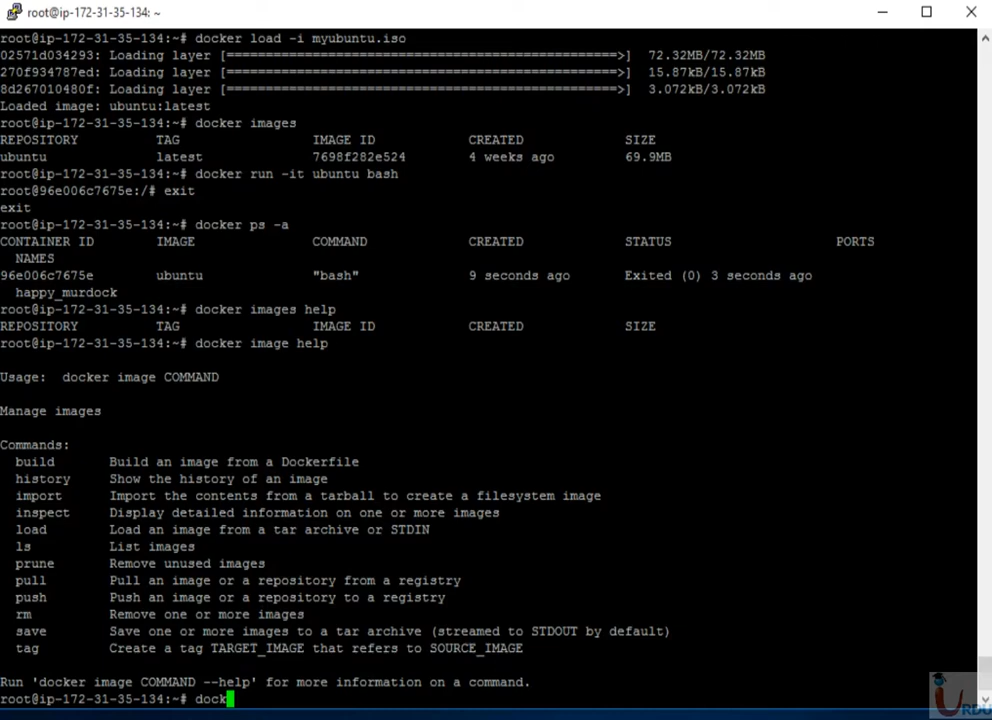 root@ip-172-31-35-134: ~
root@ip-172-31-35-134:~# docker load -i myubuntu.iso
02571d034293: Loading layer [==================================================>] 72.32MB/72.32MB
270f934787ed: Loading layer [==================================================>] 15.87kB/15.87kB
8d267010480f: Loading layer [==================================================>] 3.072kB/3.072kB
Loaded image: ubuntu:latest
root@ip-172-31-35-134:~# docker images
REPOSITORY TAG IMAGE ID CREATED SIZE
ubuntu latest 7698f282e524 4 weeks ago 69.9MB
root@ip-172-31-35-134:~# docker run -it ubuntu bash
root@96e006c7675e:/# exit
exit
root@ip-172-31-35-134:~# docker ps -a
CONTAINER ID IMAGE COMMAND CREATED STATUS PORTS
NAMES
96e006c7675e ubuntu "bash" 9 seconds ago Exited (0) 3 seconds ago
happy_murdock
root@ip-172-31-35-134:~# docker images help
REPOSITORY TAG IMAGE ID CREATED SIZE
root@ip-172-31-35-134:~# docker image help
Usage: docker image COMMAND
Manage images
Commands:
build Build an image from a Dockerfile
history Show the history of an image
import Import the contents from a tarball to create a filesystem image
inspect Display detailed information on one or more images
load Load an image from a tar archive or STDIN
ls List images
prune Remove unused images
pull Pull an image or a repository from a registry
push Push an image or a repository to a registry
rm Remove one or more images
save Save one or more images to a tar archive (streamed to STDOUT by default)
tag Create a tag TARGET_IMAGE that refers to SOURCE_IMAGE
Run 'docker image COMMAND --help' for more information on a command.
root@ip-172-31-35-134:~# dock
URDU